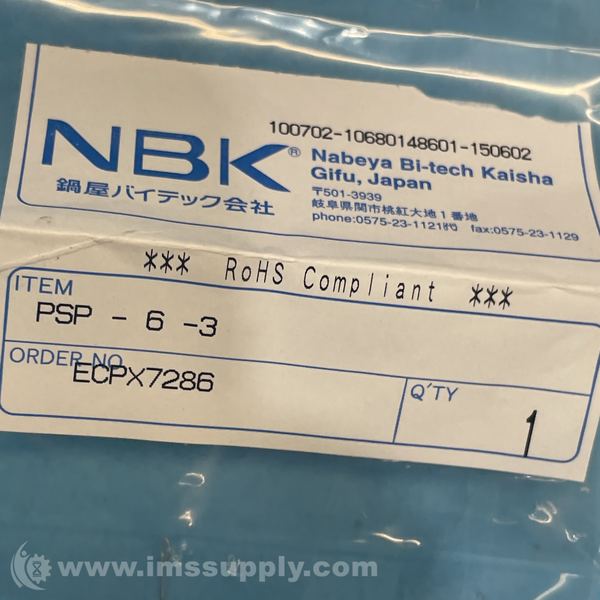 100702-10680148601-150602
NBK®
Nabeya Bi-tech Kaisha
Gifu, Japan
鍋屋バイテック会社
〒501-3939
岐阜県関市桃紅大地1番地
phone:0575-23-1121㈹ fax:0575-23-1129
*** RoHS Compliant ***
ITEM
PSP - 6 -3
ORDER NO
ECPX7286
Q'TY
1
www.imssupply.com